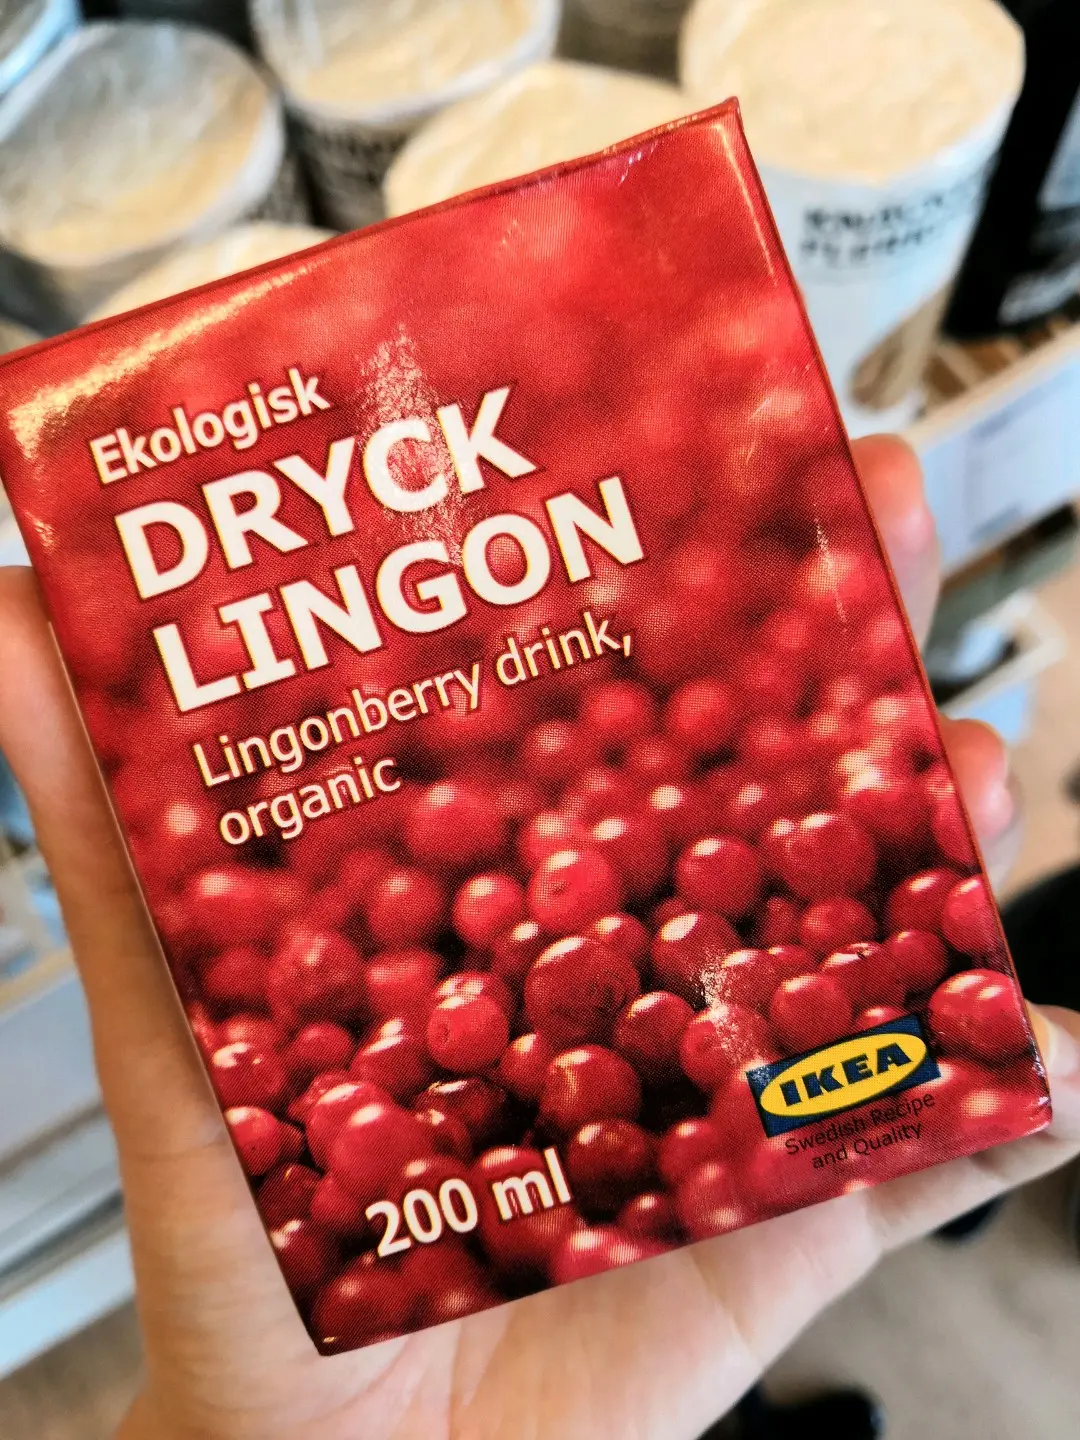 Ekologisk
DRYCK
LINGON
Lingonberry drink,
organic
200 ml
IKEA
Swedish Recipe
and Quality